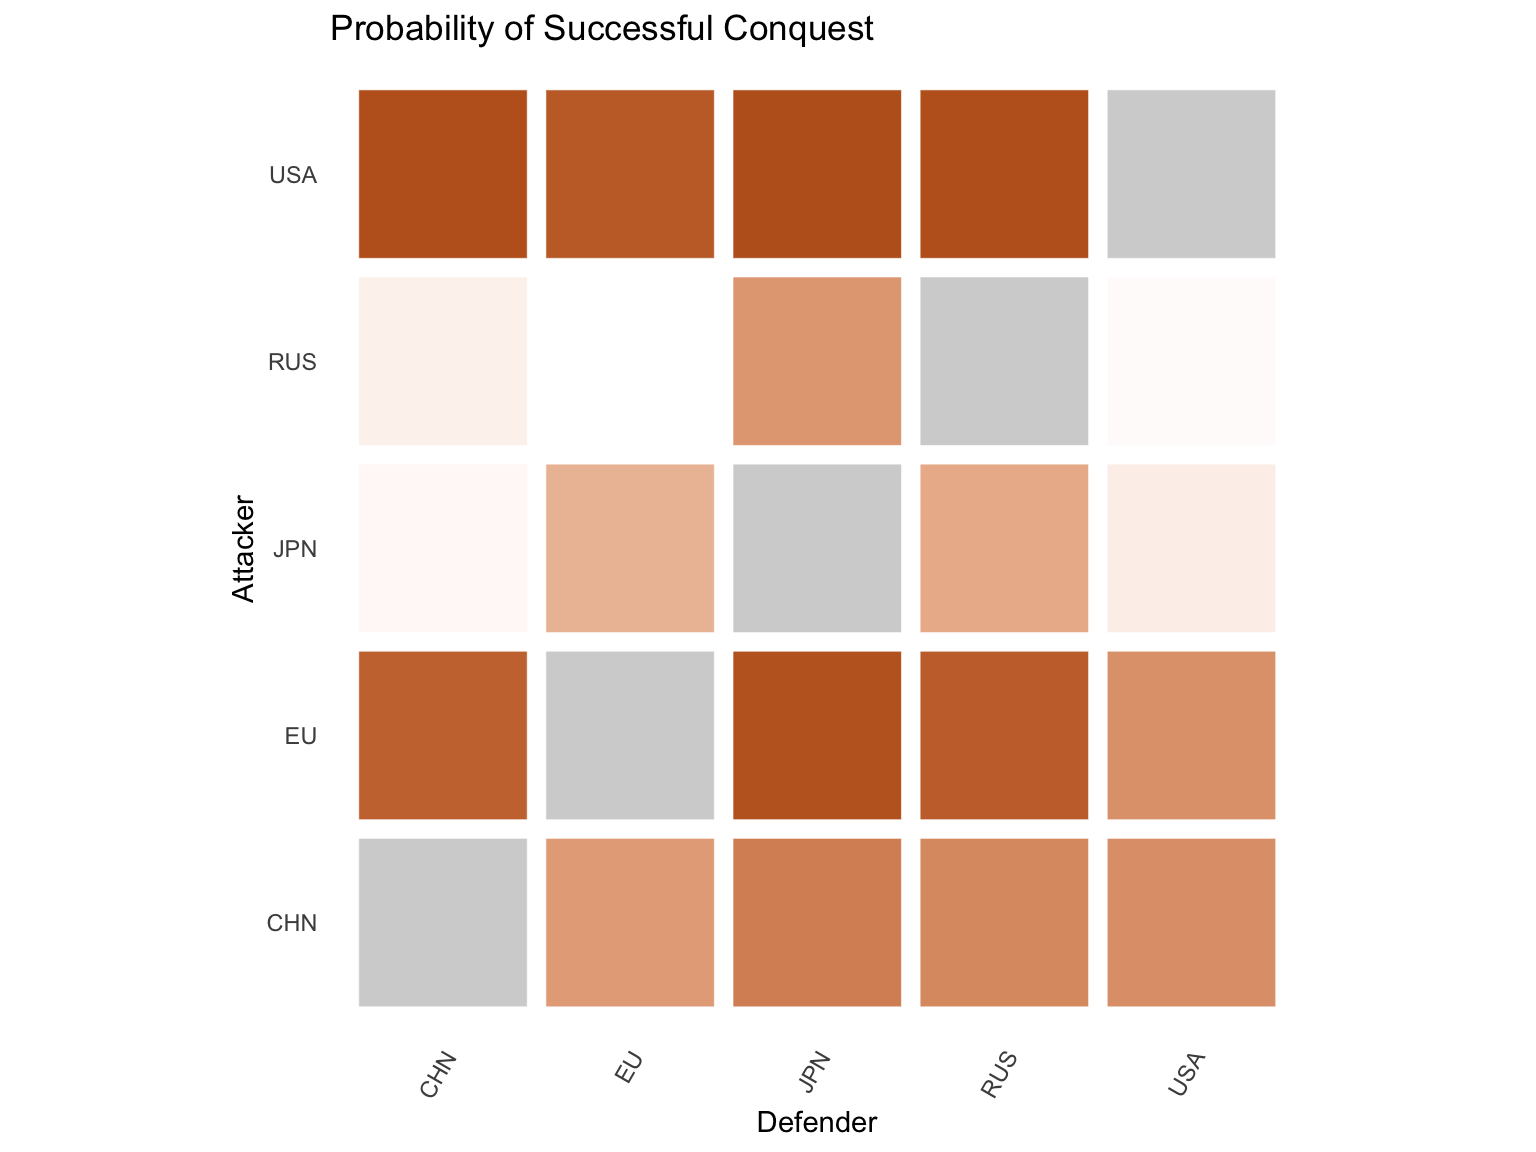 Probability of Successful Conquest
USA
RUS
JPN
EU
CHN
Attacker
CHN
EU
JPN
RUS
USA
Defender